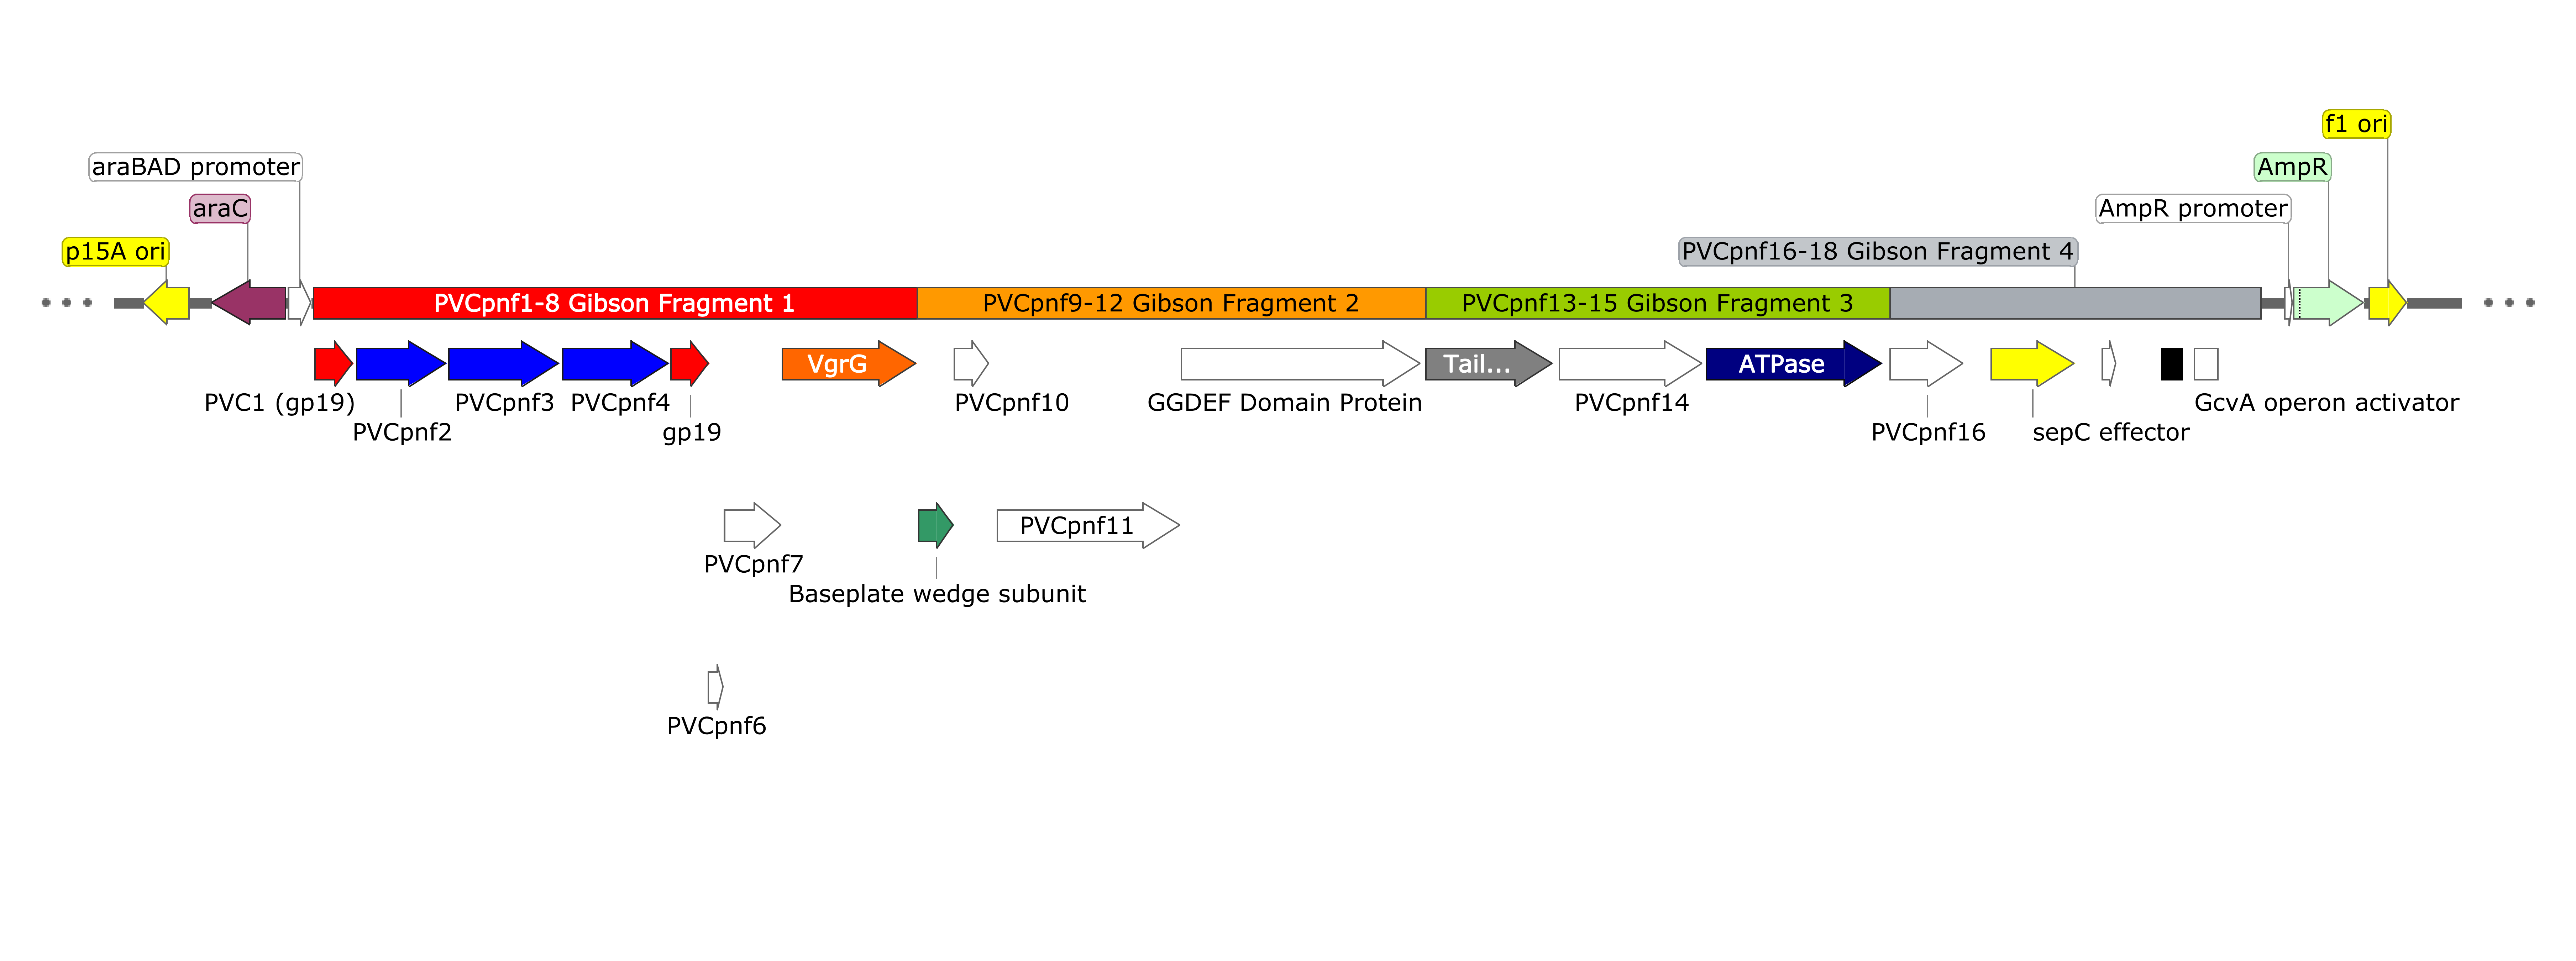 f1 ori
araBAD promoter
AmpR
araC
AmpR promoter
p15A ori
PVCpnf16-18 Gibson Fragment 4
PVCpnf1-8 Gibson Fragment 1
PVCpnf9-12 Gibson Fragment 2
PVCpnf13-15 Gibson Fragment 3
VgrG
Tail...
ATPase
PVC1 (gp19)
PVCpnf3
PVCpnf4
PVCpnf10
GGDEF Domain Protein
PVCpnf14
GcvA operon activator
PVCpnf2
gp19
PVCpnf16
sepC effector
PVCpnf11
PVCpnf7
Baseplate wedge subunit
PVCpnf6